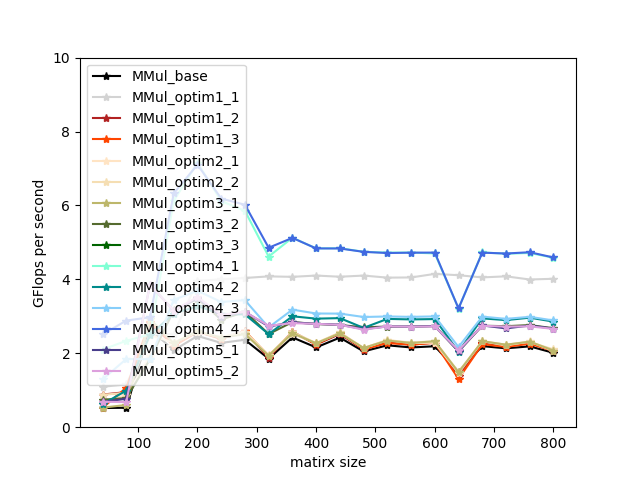 10
8
6
4
2
0
GFlops per second
MMul_base
MMul_optim1_1
MMul_optim1_2
MMul_optim1_3
MMul_optim2_1
MMul_optim2_2
MMul_optim3_1
MMul_optim3_2
MMul_optim3_3
MMul_optim4_1
MMul_optim4_2
MMul_optim4_3
MMul_optim4_4
MMul_optim5_1
MMul_optim5_2
100 200 300 400 500 600 700 800
matirx size